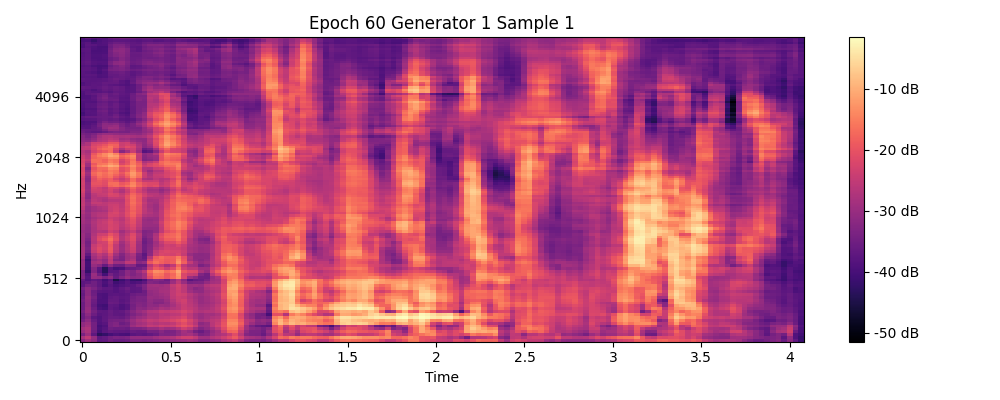 Epoch 60 Generator 1 Sample 1
Hz
4096
2048
1024
512
0
0 0.5 1 1.5 2 2.5 3 3.5 4
Time
-10 dB
-20 dB
-30 dB
-40 dB
-50 dB